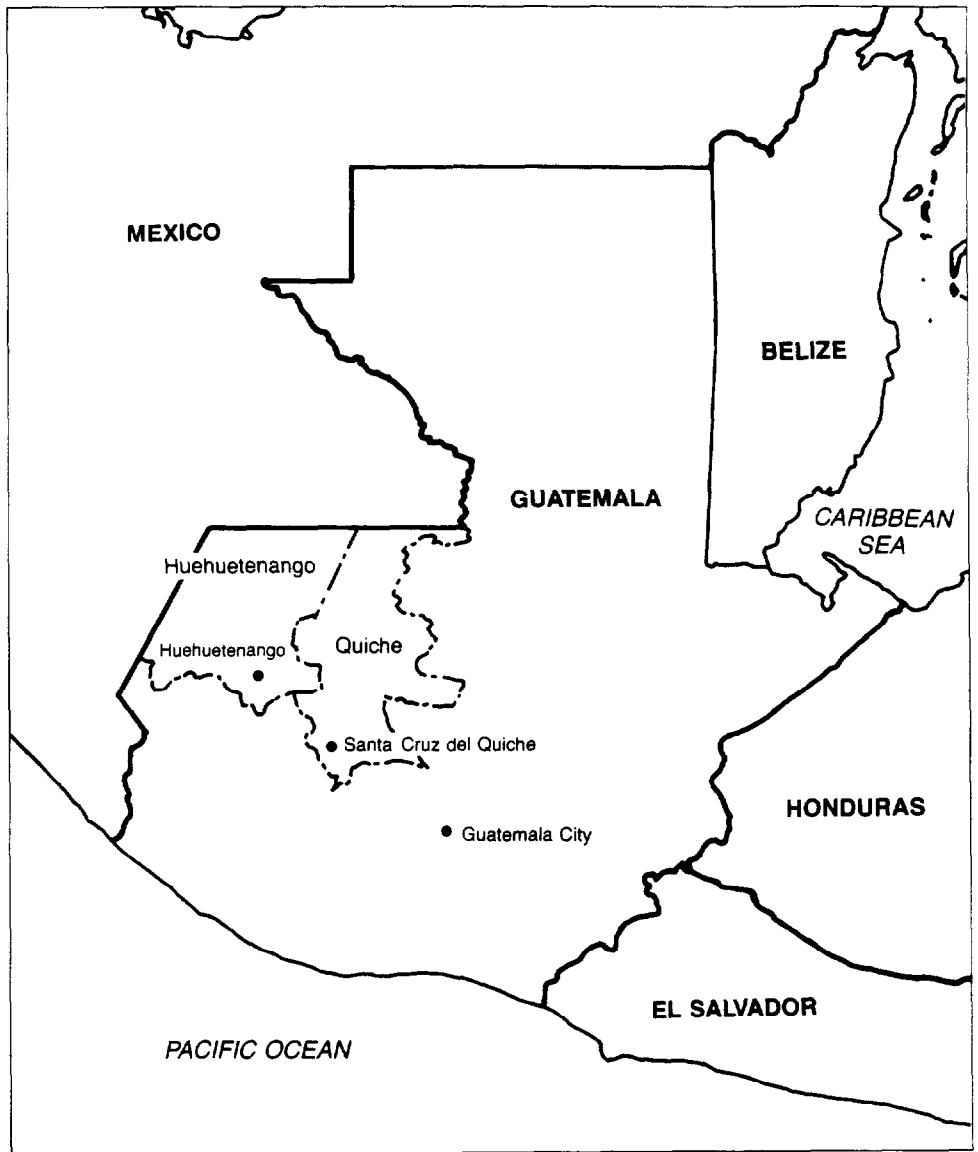 MEXICO
BELIZE
GUATEMALA
CARIBBEAN
SEA
Huehuetenango
Quiche
Huehuetenango
Santa Cruz del Quiche
HONDURAS
Guatemala City
EL SALVADOR
PACIFIC OCEAN